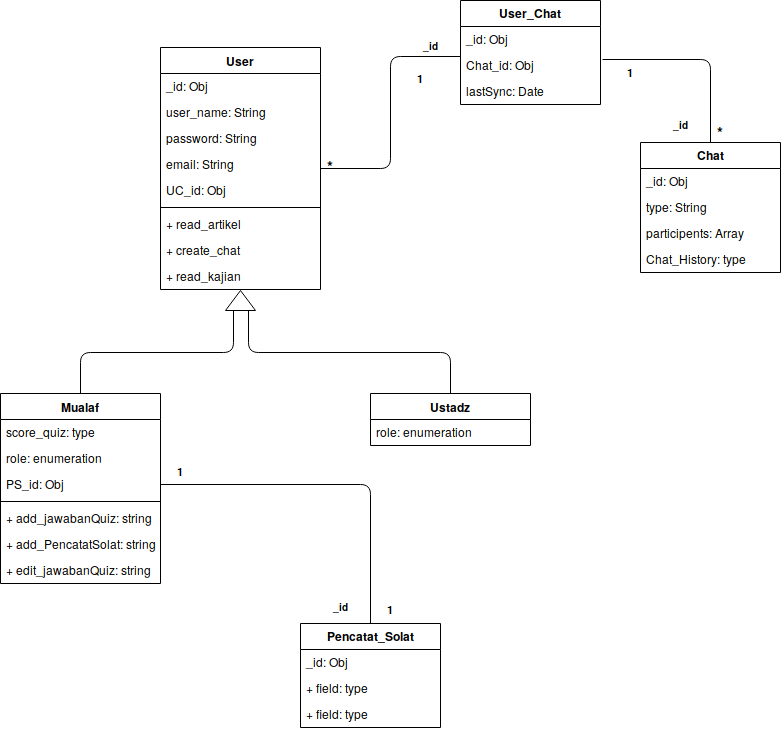 User_Chat
_id: Obj
Chat_id: Obj
lastSync: Date
_id
1
1
_id
*
User
_id: Obj
user_name: String
password: String
email: String
UC_id: Obj
+ read_artikel
+ create_chat
+ read_kajian
*
Chat
_id: Obj
type: String
participents: Array
Chat_History: type
Mualaf
score_quiz: type
role: enumeration
PS_id: Obj
+ add_jawabanQuiz: string
+ add_PencatatSolat: string
+ edit_jawabanQuiz: string
Ustadz
role: enumeration
1
_id
1
Pencatat_Solat
_id: Obj
+ field: type
+ field: type